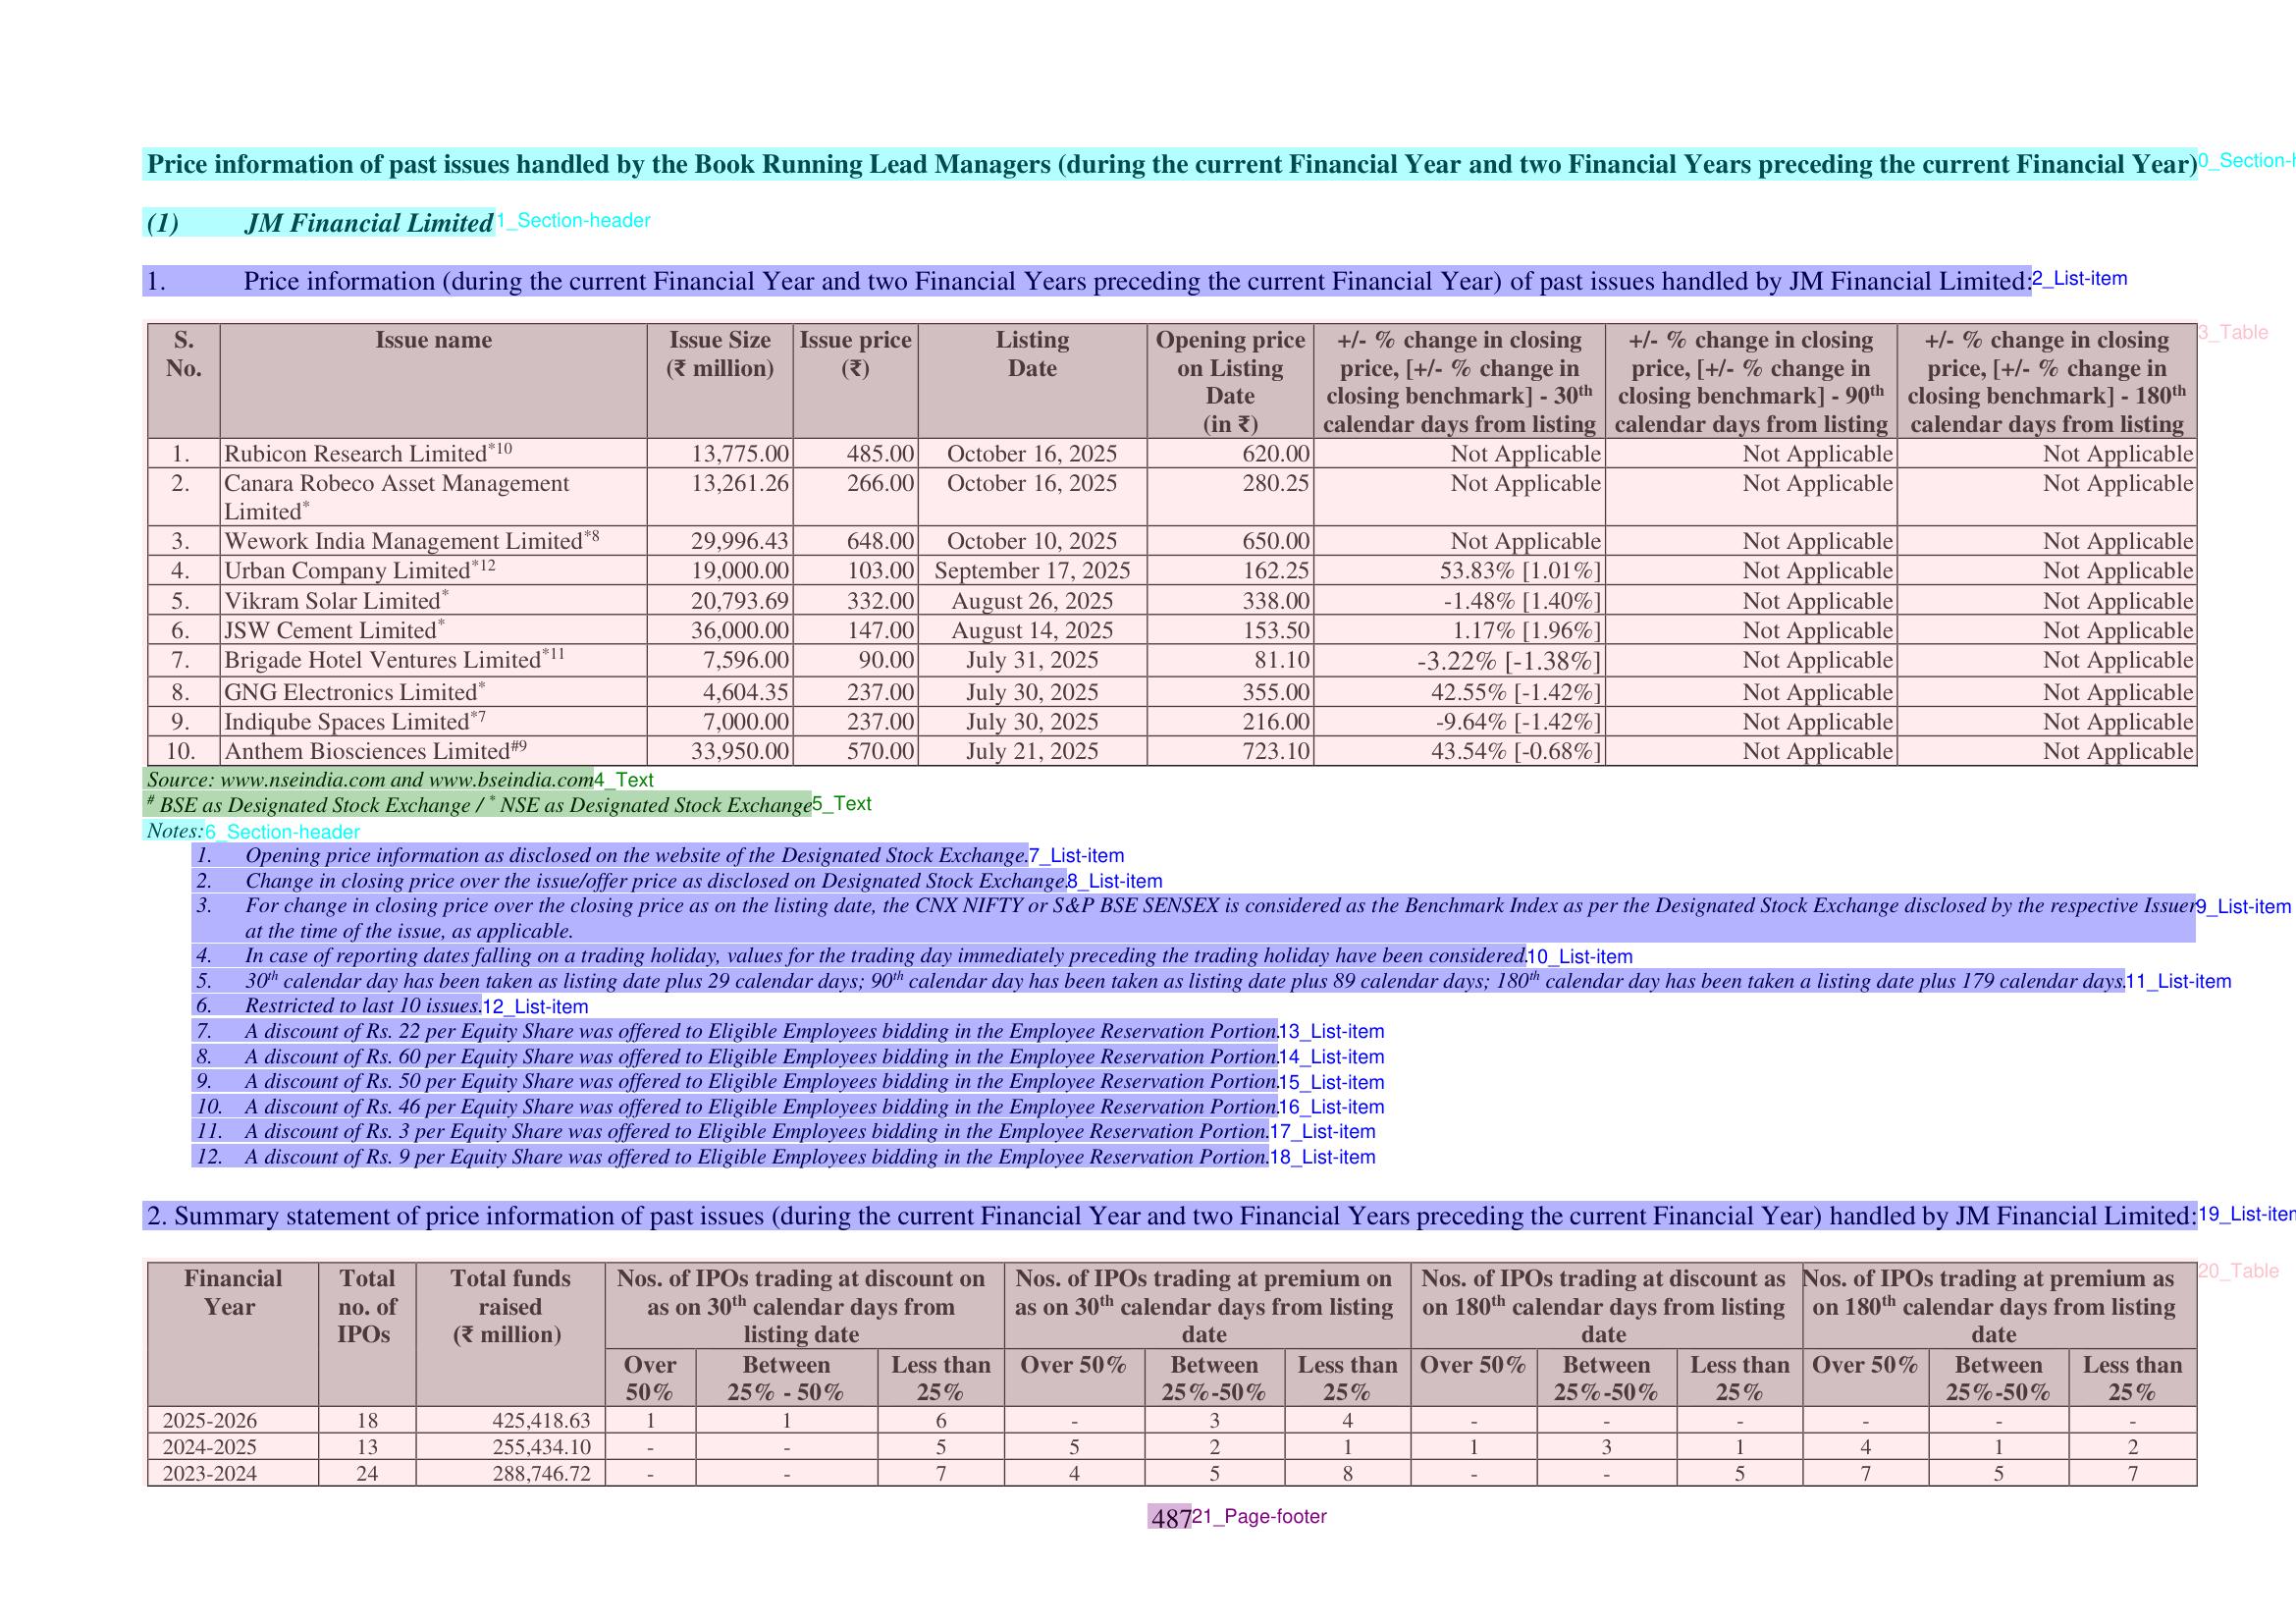 Price information of past issues handled by the Book Running Lead Managers (during the current Financial Year and two Financial Years preceding the current Financial Year)0_Section-h
(1) JM Financial Limited1_Section-header
1. Price information (during the current Financial Year and two Financial Years preceding the current Financial Year) of past issues handled by JM Financial Limited:2_List-item
3_Table
S. No. Issue name Issue Size (₹ million) Issue price (₹) Listing Date Opening price on Listing Date (in ₹) +/- % change in closing price, [+/- % change in closing benchmark] - 30th calendar days from listing +/- % change in closing price, [+/- % change in closing benchmark] - 90th calendar days from listing +/- % change in closing price, [+/- % change in closing benchmark] - 180th calendar days from listing
1. Rubicon Research Limited*10 13,775.00 485.00 October 16, 2025 620.00 Not Applicable Not Applicable Not Applicable
2. Canara Robeco Asset Management Limited* 13,261.26 266.00 October 16, 2025 280.25 Not Applicable Not Applicable Not Applicable
3. Wework India Management Limited*8 29,996.43 648.00 October 10, 2025 650.00 Not Applicable Not Applicable Not Applicable
4. Urban Company Limited*12 19,000.00 103.00 September 17, 2025 162.25 53.83% [1.01%] Not Applicable Not Applicable
5. Vikram Solar Limited* 20,793.69 332.00 August 26, 2025 338.00 -1.48% [1.40%] Not Applicable Not Applicable
6. JSW Cement Limited* 36,000.00 147.00 August 14, 2025 153.50 1.17% [1.96%] Not Applicable Not Applicable
7. Brigade Hotel Ventures Limited*11 7,596.00 90.00 July 31, 2025 81.10 -3.22% [-1.38%] Not Applicable Not Applicable
8. GNG Electronics Limited* 4,604.35 237.00 July 30, 2025 355.00 42.55% [-1.42%] Not Applicable Not Applicable
9. Indiqube Spaces Limited*7 7,000.00 237.00 July 30, 2025 216.00 -9.64% [-1.42%] Not Applicable Not Applicable
10. Anthem Biosciences Limited#9 33,950.00 570.00 July 21, 2025 723.10 43.54% [-0.68%] Not Applicable Not Applicable
Source: www.nseindia.com and www.bseindia.com4_Text
# BSE as Designated Stock Exchange / * NSE as Designated Stock Exchange5_Text
Notes:6_Section-header
1. Opening price information as disclosed on the website of the Designated Stock Exchange.7_List-item
2. Change in closing price over the issue/offer price as disclosed on Designated Stock Exchange.8_List-item
3. For change in closing price over the closing price as on the listing date, the CNX NIFTY or S&P BSE SENSEX is considered as the Benchmark Index as per the Designated Stock Exchange disclosed by the respective Issuer9_List-item
at the time of the issue, as applicable.
4. In case of reporting dates falling on a trading holiday, values for the trading day immediately preceding the trading holiday have been considered.10_List-item
5. 30th calendar day has been taken as listing date plus 29 calendar days; 90th calendar day has been taken as listing date plus 89 calendar days; 180th calendar day has been taken a listing date plus 179 calendar days.11_List-item
6. Restricted to last 10 issues.12_List-item
7. A discount of Rs. 22 per Equity Share was offered to Eligible Employees bidding in the Employee Reservation Portion.13_List-item
8. A discount of Rs. 60 per Equity Share was offered to Eligible Employees bidding in the Employee Reservation Portion.14_List-item
9. A discount of Rs. 50 per Equity Share was offered to Eligible Employees bidding in the Employee Reservation Portion.15_List-item
10. A discount of Rs. 46 per Equity Share was offered to Eligible Employees bidding in the Employee Reservation Portion.16_List-item
11. A discount of Rs. 3 per Equity Share was offered to Eligible Employees bidding in the Employee Reservation Portion.17_List-item
12. A discount of Rs. 9 per Equity Share was offered to Eligible Employees bidding in the Employee Reservation Portion.18_List-item
2. Summary statement of price information of past issues (during the current Financial Year and two Financial Years preceding the current Financial Year) handled by JM Financial Limited:19_List-item
20_Table
Financial Year Total no. of IPOs Total funds raised (₹ million) Nos. of IPOs trading at discount on as on 30th calendar days from listing date Nos. of IPOs trading at premium on as on 30th calendar days from listing date Nos. of IPOs trading at discount as on 180th calendar days from listing date Nos. of IPOs trading at premium as on 180th calendar days from listing date
Over 50% Between 25% - 50% Less than 25% Over 50% Between 25%-50% Less than 25% Over 50% Between 25%-50% Less than 25% Over 50% Between 25%-50% Less than 25%
2025-2026 18 425,418.63 1 1 6 - 3 4 - - - - - -
2024-2025 13 255,434.10 - - 5 5 2 1 1 3 1 4 1 2
2023-2024 24 288,746.72 - - 7 4 5 8 - - 5 7 5 7
48721_Page-footer